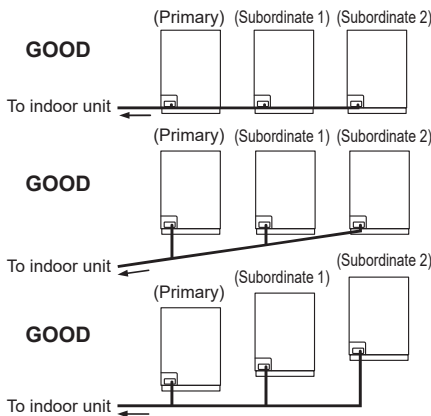 (Primary) (Subordinate 1) (Subordinate 2)
GOOD
To indoor unit
(Primary) (Subordinate 1) (Subordinate 2)
GOOD
To indoor unit
(Primary) (Subordinate 1) (Subordinate 2)
GOOD
To indoor unit